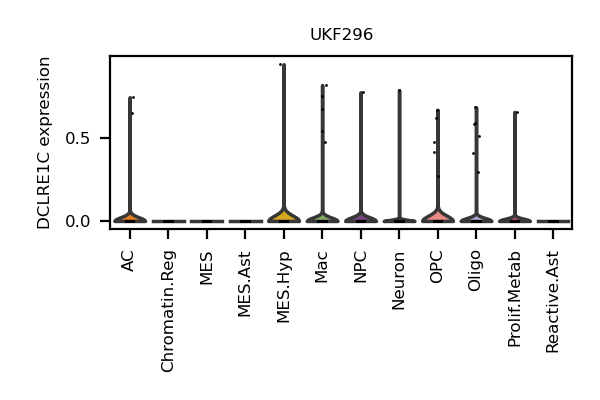 UKF296
DCLRE1C expression
0.5
0.0
AC
Chromatin.Reg
MES
MES.Ast
MES.Hyp
Mac
NPC
Neuron
OPC
Oligo
Prolif.Metab
Reactive.Ast